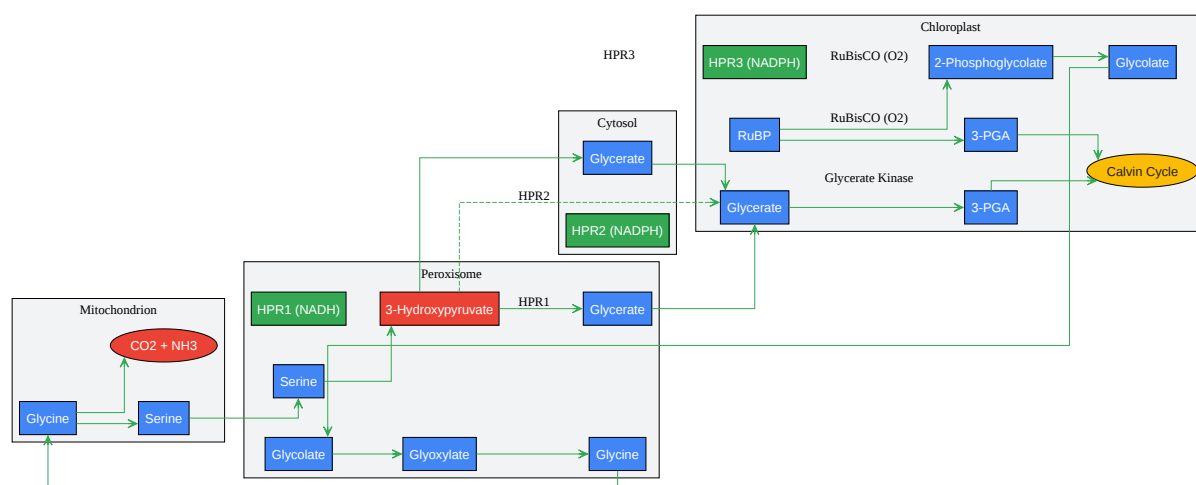 Chloroplast
HPR3
HPR3 (NADPH)
RuBisCO (O2)
2-Phosphoglycolate
Glycolate
Cytosol
RuBisCO (O2)
RuBP
3-PGA
Glycerate
Calvin Cycle
Glycerate Kinase
HPR2
Glycerate
3-PGA
HPR2 (NADPH)
Peroxisome
Mitochondrion
HPR1 (NADH)
3-Hydroxypyruvate
HPR1
Glycerate
CO2 + NH3
Serine
Glycine
Serine
Glycolate
Glyoxylate
Glycine